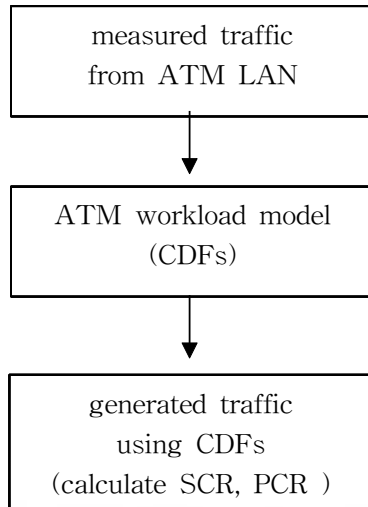 measured traffic
from ATM LAN
ATM workload model
(CDFs)
generated traffic
using CDFs
(calculate SCR, PCR )